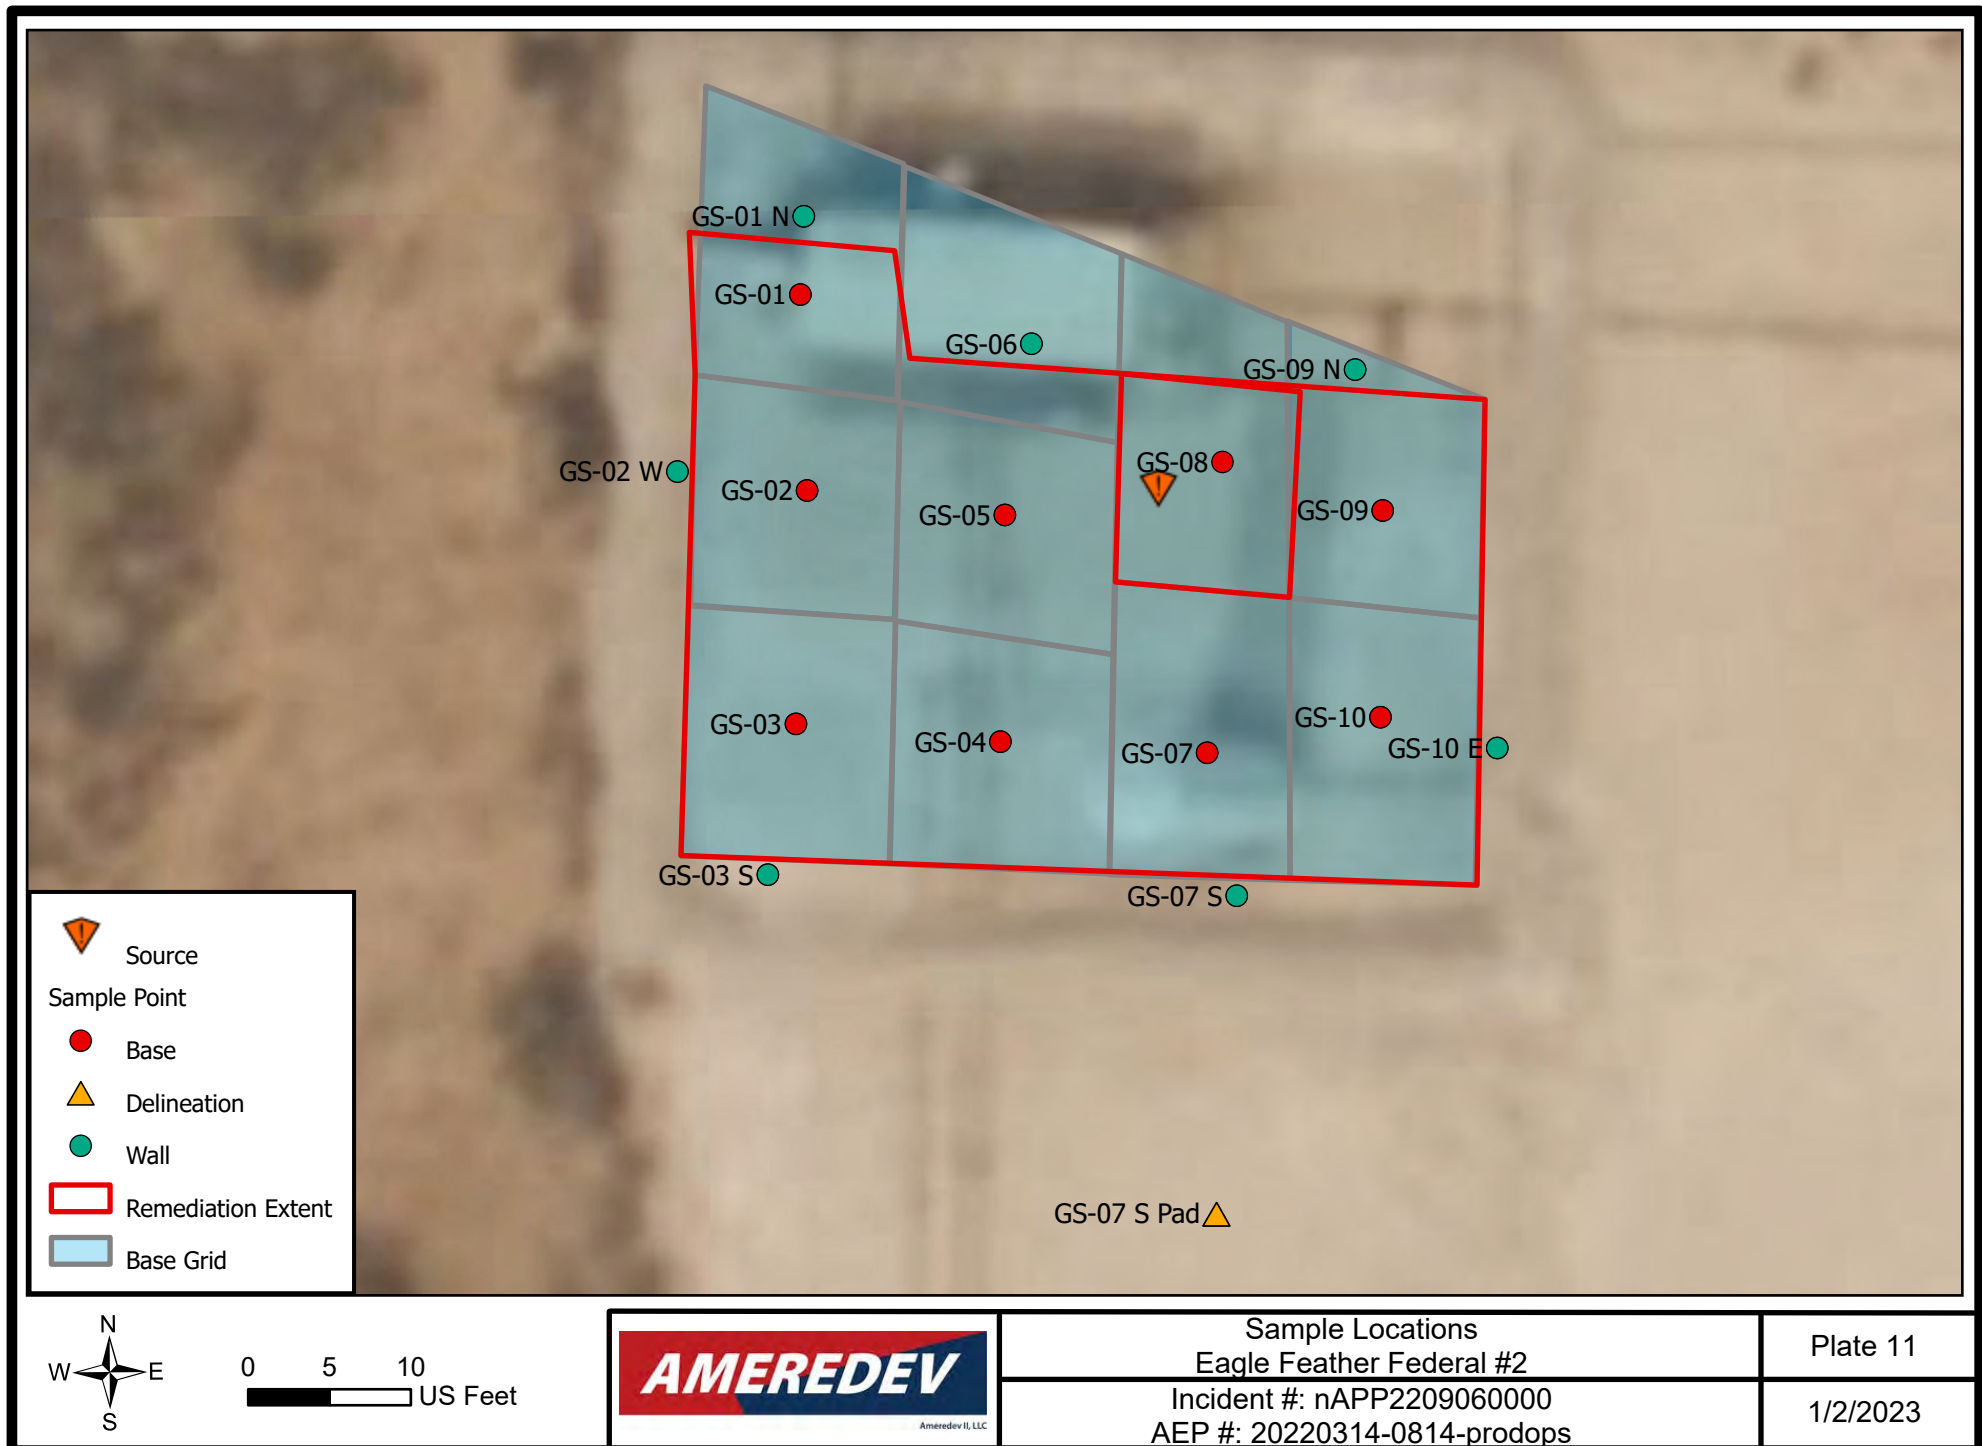 GS-01 N
GS-01
GS-06
GS-09 N
GS-08
GS-02 W
GS-02
GS-05
GS-09
GS-03
GS-04
GS-07
GS-10
GS-10 E
GS-03 S
GS-07 S
GS-07 S Pad
Source
Sample Point
Base
Delineation
Wall
Remediation Extent
Base Grid
N
W E
S
0 5 10
US Feet
AMEREDEV
Ameredev II, LLC
Sample Locations
Eagle Feather Federal #2
Incident #: nAPP2209060000
AEP #: 20220314-0814-prodops
Plate 11
1/2/2023